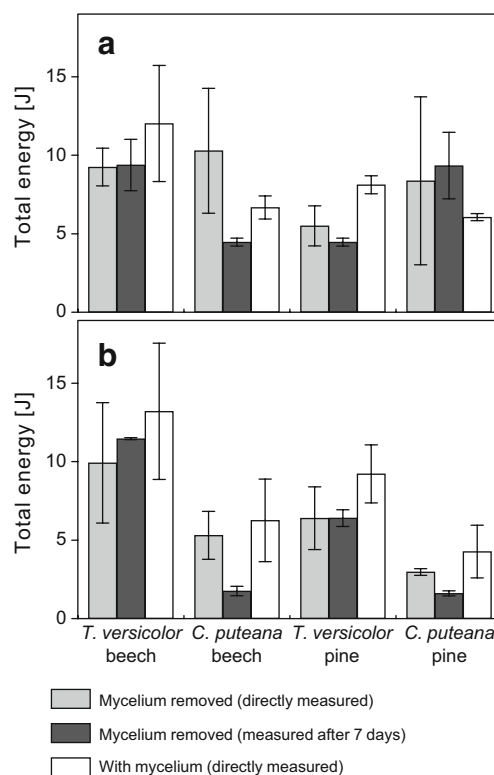 a
Total energy [J]
15
10
5
0
b
Total energy [J]
15
10
5
0
T. versicolor C. puteana T. versicolor C. puteana
beech beech pine pine
Mycelium removed (directly measured)
Mycelium removed (measured after 7 days)
With mycelium (directly measured)